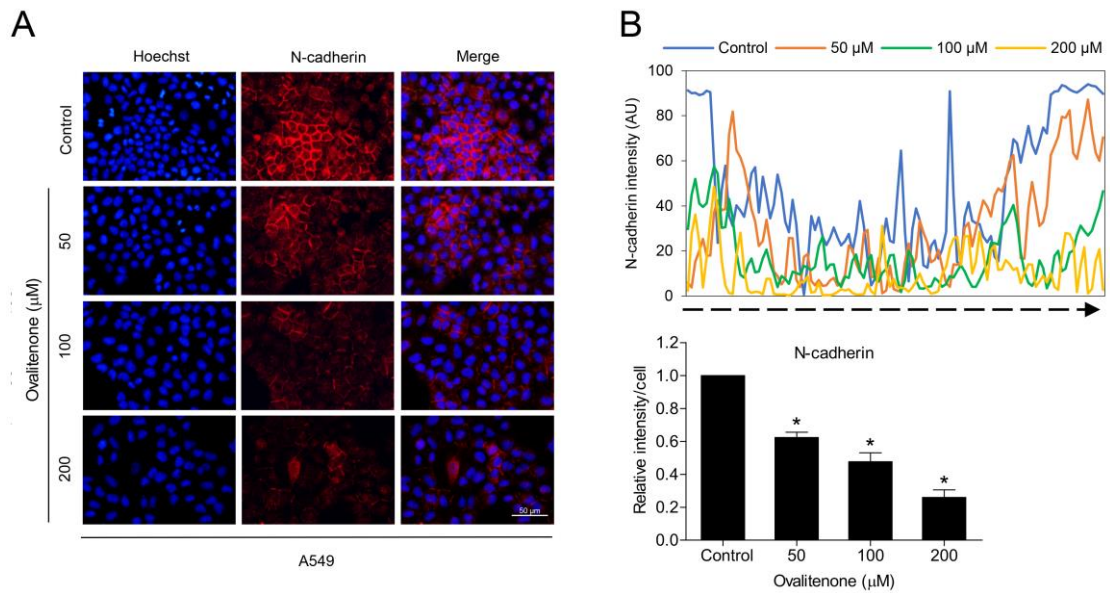 A
Hoechst N-cadherin Merge
Control
50
100
200
Ovalitenone (μM)
50 μm
A549
B
Control 50 μM 100 μM 200 μM
N-cadherin intensity (AU)
100
80
60
40
20
0
N-cadherin
Relative intensity/cell
1.2
1.0
0.8
0.6
0.4
0.2
0.0
* * *
Control 50 100 200
Ovalitenone (μM)